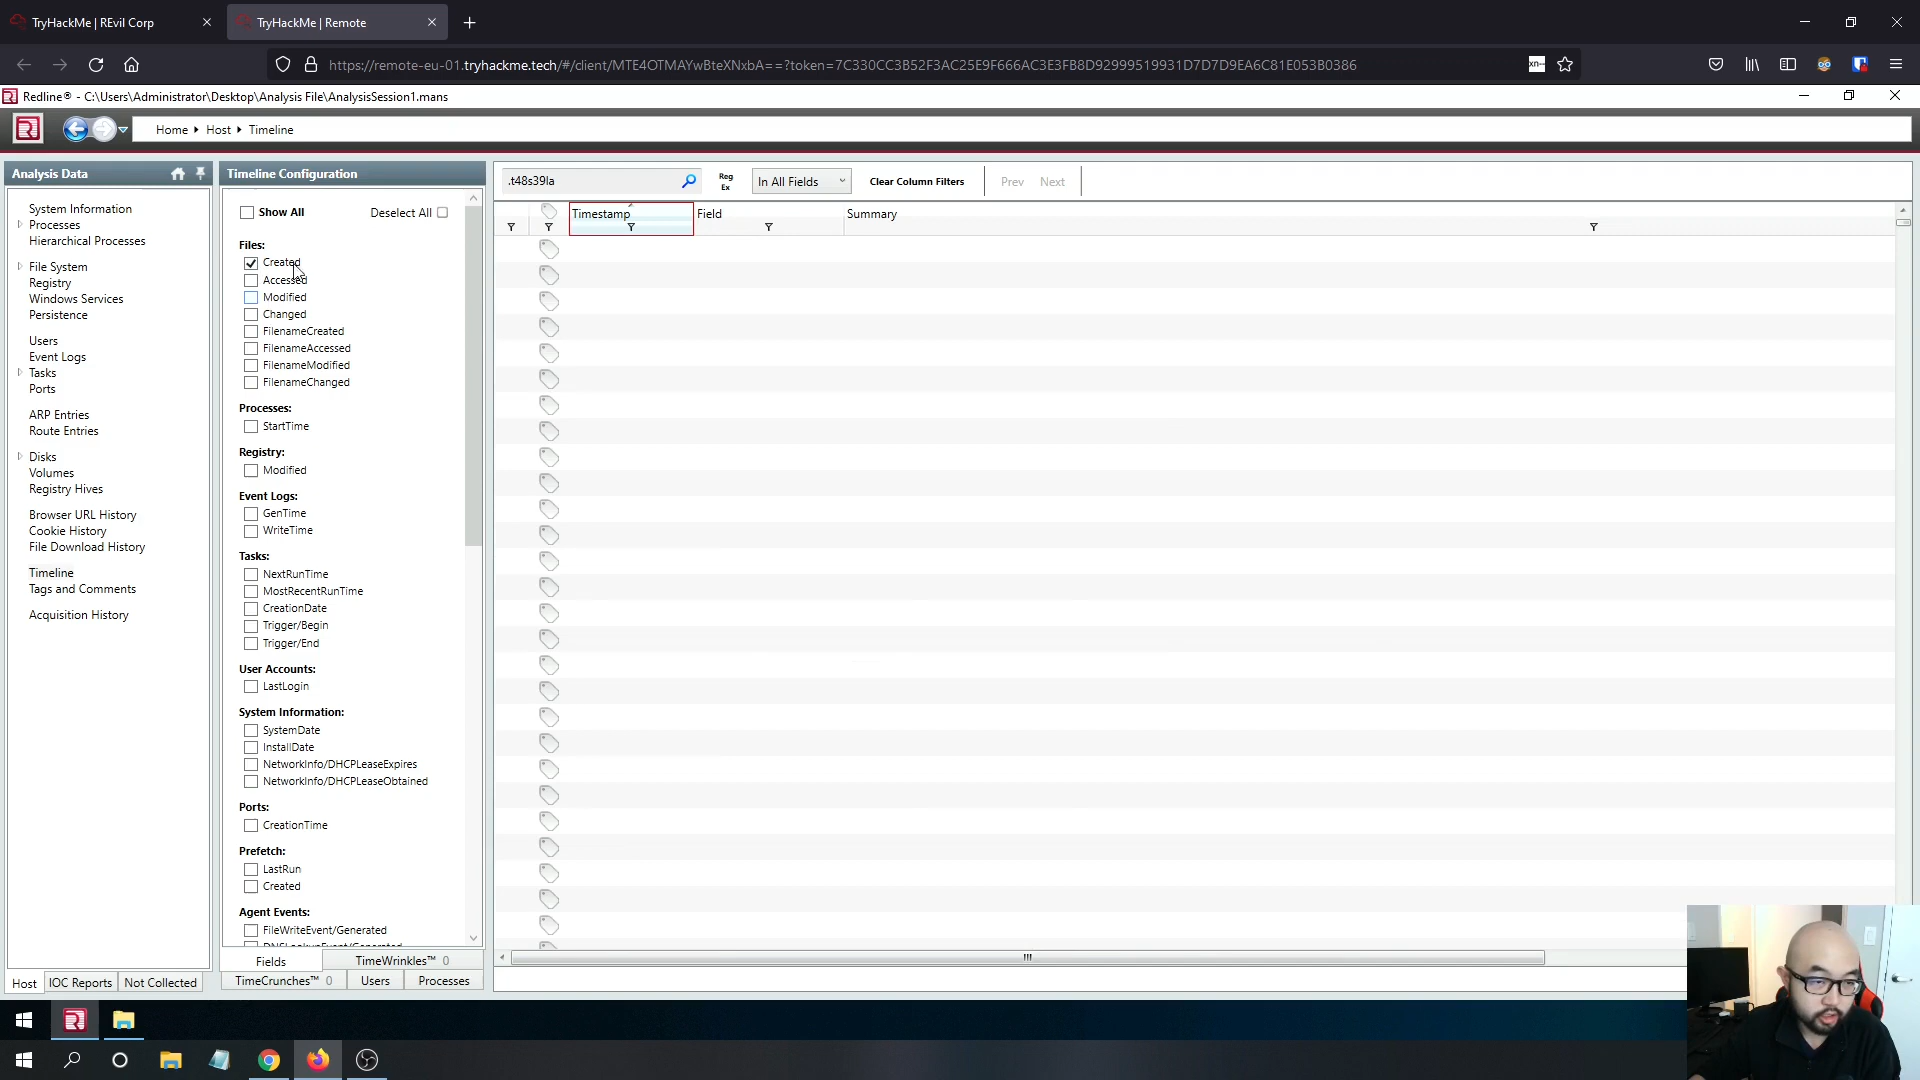 TryHackMe | REvil Corp
TryHackMe | Remote
https://remote-eu-01.tryhackme.tech/#/client/MTE4OTMAYwBteXNxbA==?token=7C330CC3B52F3AC25E9F666AC3E3FB8D92999519931D7D7D9EA6C81E053B0386
Redline® - C:\Users\Administrator\Desktop\Analysis File\AnalysisSession1.mans
Home Host Timeline
Analysis Data
System Information
Processes
Hierarchical Processes
File System
Registry
Windows Services
Persistence
Users
Event Logs
Tasks
Ports
ARP Entries
Route Entries
Disks
Volumes
Registry Hives
Browser URL History
Cookie History
File Download History
Timeline
Tags and Comments
Acquisition History
Host IOC Reports Not Collected
Timeline Configuration
Show All Deselect All
Files:
Created
Accessed
Modified
Changed
FilenameCreated
FilenameAccessed
FilenameModified
FilenameChanged
Processes:
StartTime
Registry:
Modified
Event Logs:
GenTime
WriteTime
Tasks:
NextRunTime
MostRecentRunTime
CreationDate
Trigger/Begin
Trigger/End
User Accounts:
LastLogin
System Information:
SystemDate
InstallDate
NetworkInfo/DHCPLeaseExpires
NetworkInfo/DHCPLeaseObtained
Ports:
CreationTime
Prefetch:
LastRun
Created
Agent Events:
FileWriteEvent/Generated
DNSLookupEvent/Generated
Fields TimeWrinkles™ 0
TimeCrunches™ 0 Users Processes
.t48s39la Reg Ex In All Fields Clear Column Filters Prev Next
Timestamp Field Summary